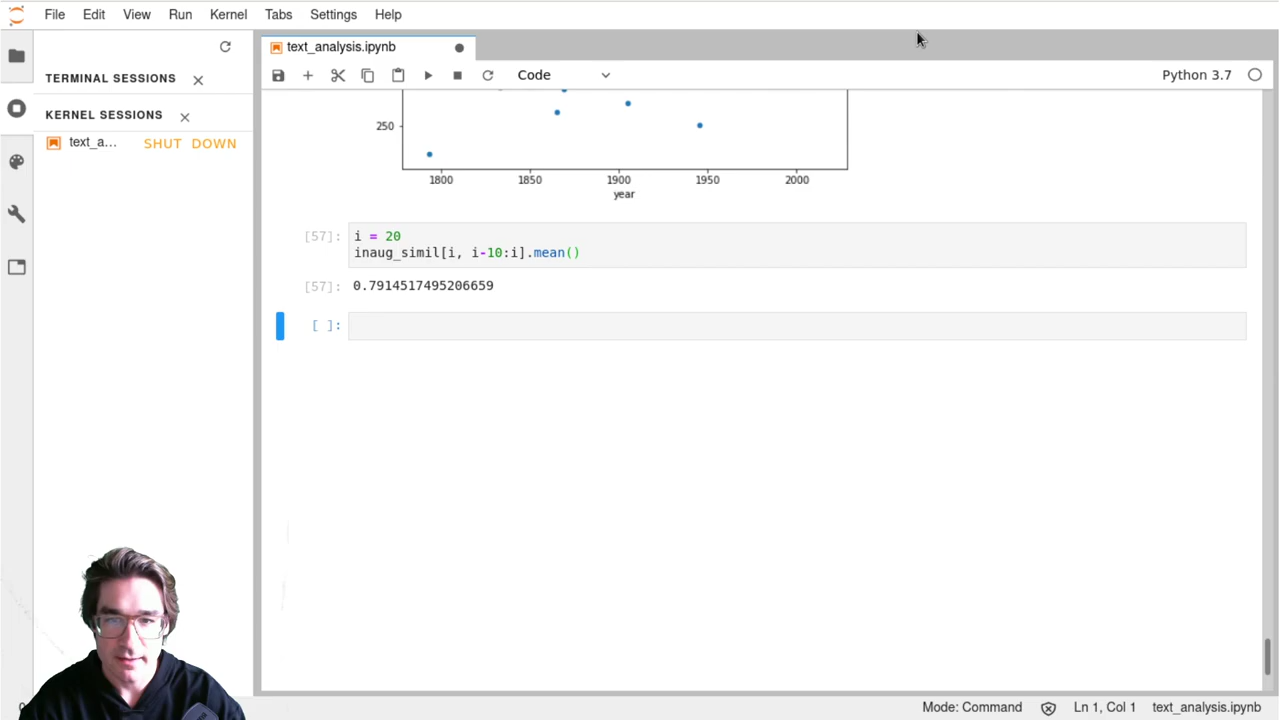 File Edit View Run Kernel Tabs Settings Help
text_analysis.ipynb
TERMINAL SESSIONS
Code
Python 3.7
KERNEL SESSIONS
text_a... SHUT DOWN
250
1800 1850 1900 1950 2000
year
[57]: i = 20
inaug_simil[i, i-10:i].mean()
[57]: 0.7914517495206659
[ ]:
Mode: Command Ln 1, Col 1 text_analysis.ipynb